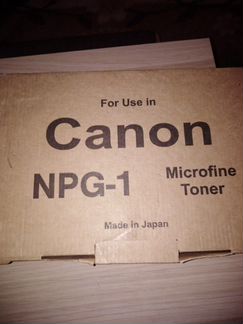 For Use in
Canon
NPG-1
Microfine
Toner
Made in Japan